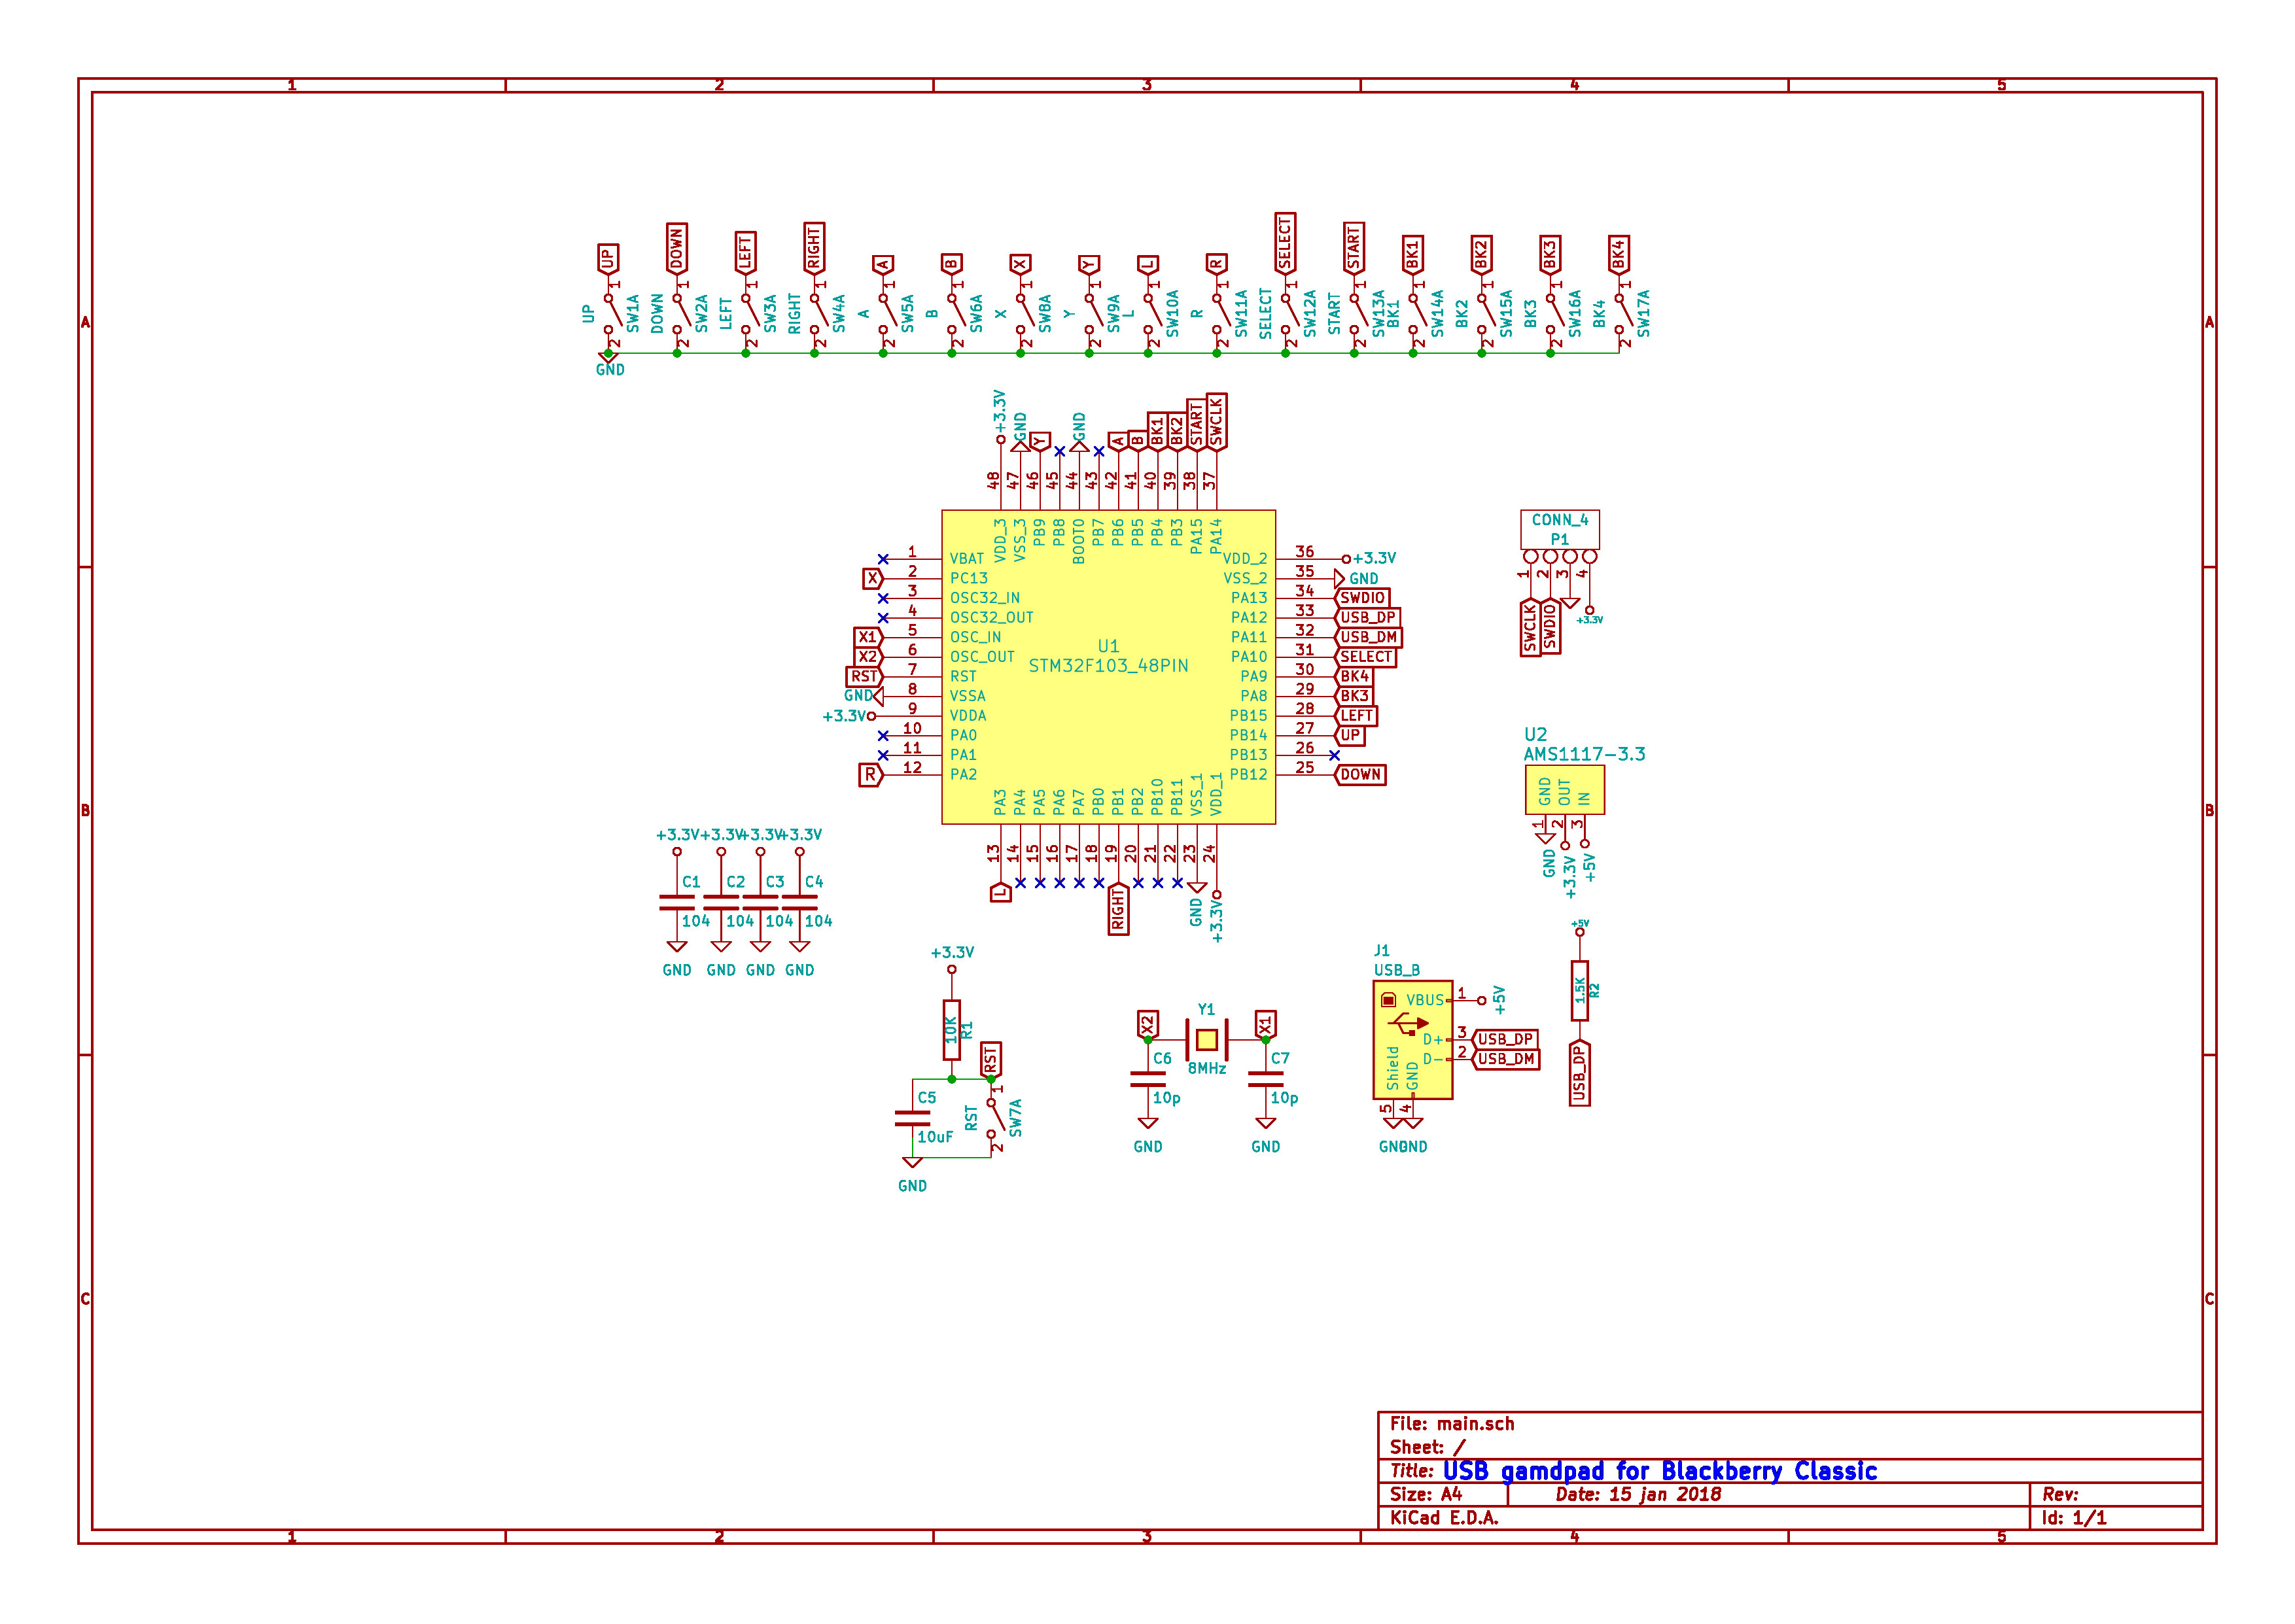 1 2 3 4 5
A A
B B
C C
1 2 3 4 5
UP DOWN LEFT RIGHT A B X Y L R SELECT START BK1 BK2 BK3 BK4
1 1 1 1 1 1 1 1 1 1 1 1 1 1 1 1
UP SW1A
DOWN SW2A
LEFT SW3A
RIGHT SW4A
A SW5A
B SW6A
X SW8A
Y SW9A
L SW10A
R SW11A
SELECT SW12A
START SW13A
BK1 SW14A
BK2 SW15A
BK3 SW16A
BK4 SW17A
2 2 2 2 2 2 2 2 2 2 2 2 2 2 2 2
GND
+3.3V GND Y GND A B BK1 BK2 START SWCLK
48 47 46 45 44 43 42 41 40 39 38 37
VDD_3 VSS_3 PB9 PB8 BOOT0 PB7 PB6 PB5 PB4 PB3 PA15 PA14
1 VBAT
X 2 PC13
3 OSC32_IN
4 OSC32_OUT
X1 5 OSC_IN
X2 6 OSC_OUT
RST 7 RST
GND 8 VSSA
+3.3V 9 VDDA
10 PA0
11 PA1
R 12 PA2
U1
STM32F103_48PIN
VDD_2 36 +3.3V
VSS_2 35 GND
PA13 34 SWDIO
PA12 33 USB_DP
PA11 32 USB_DM
PA10 31 SELECT
PA9 30 BK4
PA8 29 BK3
PB15 28 LEFT
PB14 27 UP
PB13 26
PB12 25 DOWN
PA3 PA4 PA5 PA6 PA7 PB0 PB1 PB2 PB10 PB11 VSS_1 VDD_1
13 14 15 16 17 18 19 20 21 22 23 24
L RIGHT GND +3.3V
CONN_4
P1
1 2 3 4
SWCLK SWDIO +3.3V
U2
AMS1117-3.3
GND OUT IN
1 2 3
GND +3.3V +5V
+3.3V +3.3V +3.3V +3.3V
C1 C2 C3 C4
104 104 104 104
GND GND GND GND
+3.3V
10K R1
RST
C5
10uF
1
RST SW7A
2
GND
X2 Y1 X1
8MHz
C6 C7
10p 10p
GND GND
J1
USB_B
VBUS 1 +5V
D+ 3 USB_DP
D- 2 USB_DM
Shield GND
5 4
GND GND
+5V
1.5K R2
USB_DP
File: main.sch
Sheet: /
Title: USB gamdpad for Blackberry Classic
Size: A4 Date: 15 jan 2018 Rev:
KiCad E.D.A. Id: 1/1